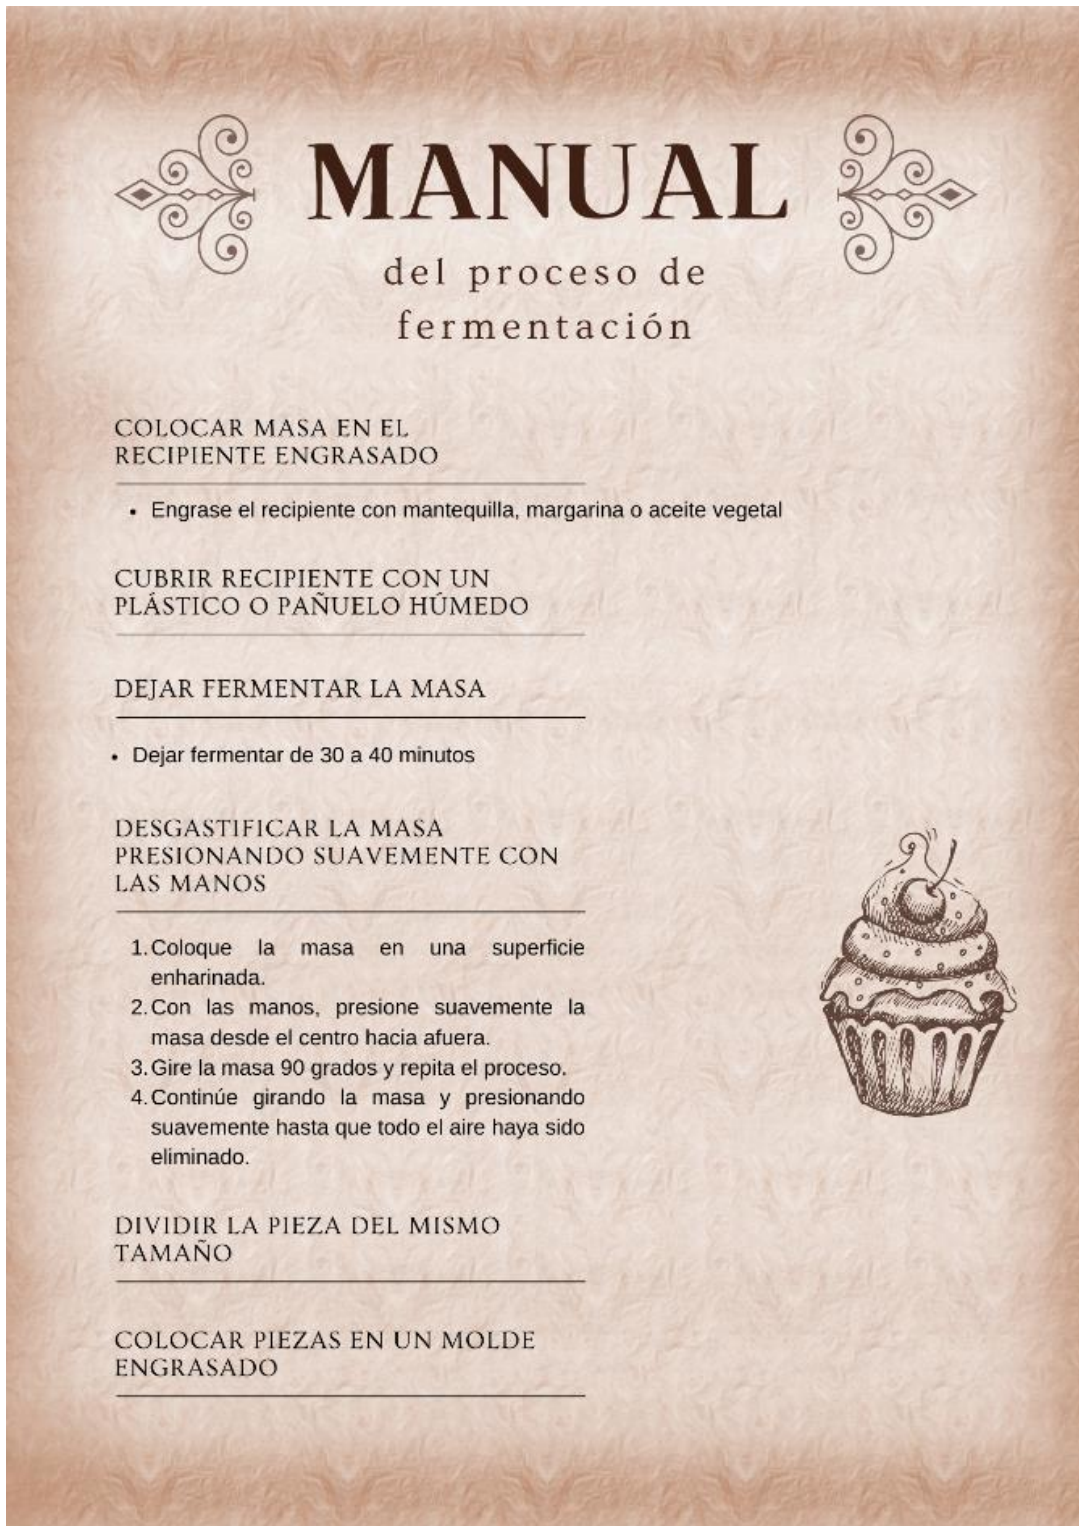 MANUAL
del proceso de
fermentación
COLOCAR MASA EN EL
RECIPIENTE ENGRASADO
• Engrase el recipiente con mantequilla, margarina o aceite vegetal
CUBRIR RECIPIENTE CON UN
PLÁSTICO O PAÑUELO HÚMEDO
DEJAR FERMENTAR LA MASA
• Dejar fermentar de 30 a 40 minutos
DESGASTIFICAR LA MASA
PRESIONANDO SUAVEMENTE CON
LAS MANOS
1. Coloque la masa en una superficie
enharinada.
2. Con las manos, presione suavemente la
masa desde el centro hacia afuera.
3. Gire la masa 90 grados y repita el proceso.
4. Continúe girando la masa y presionando
suavemente hasta que todo el aire haya sido
eliminado.
DIVIDIR LA PIEZA DEL MISMO
TAMAÑO
COLOCAR PIEZAS EN UN MOLDE
ENGRASADO